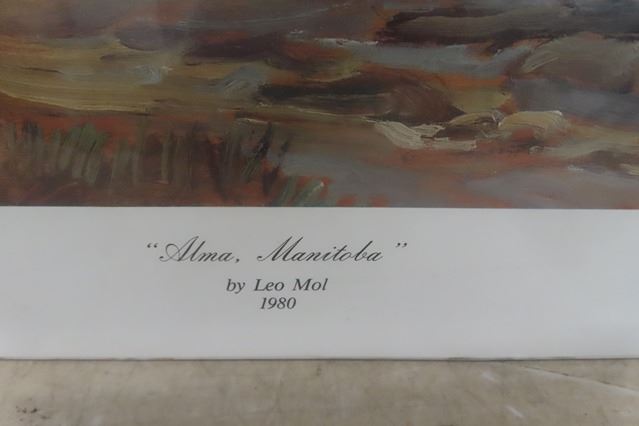 “Alma, Manitoba”
by Leo Mol
1980